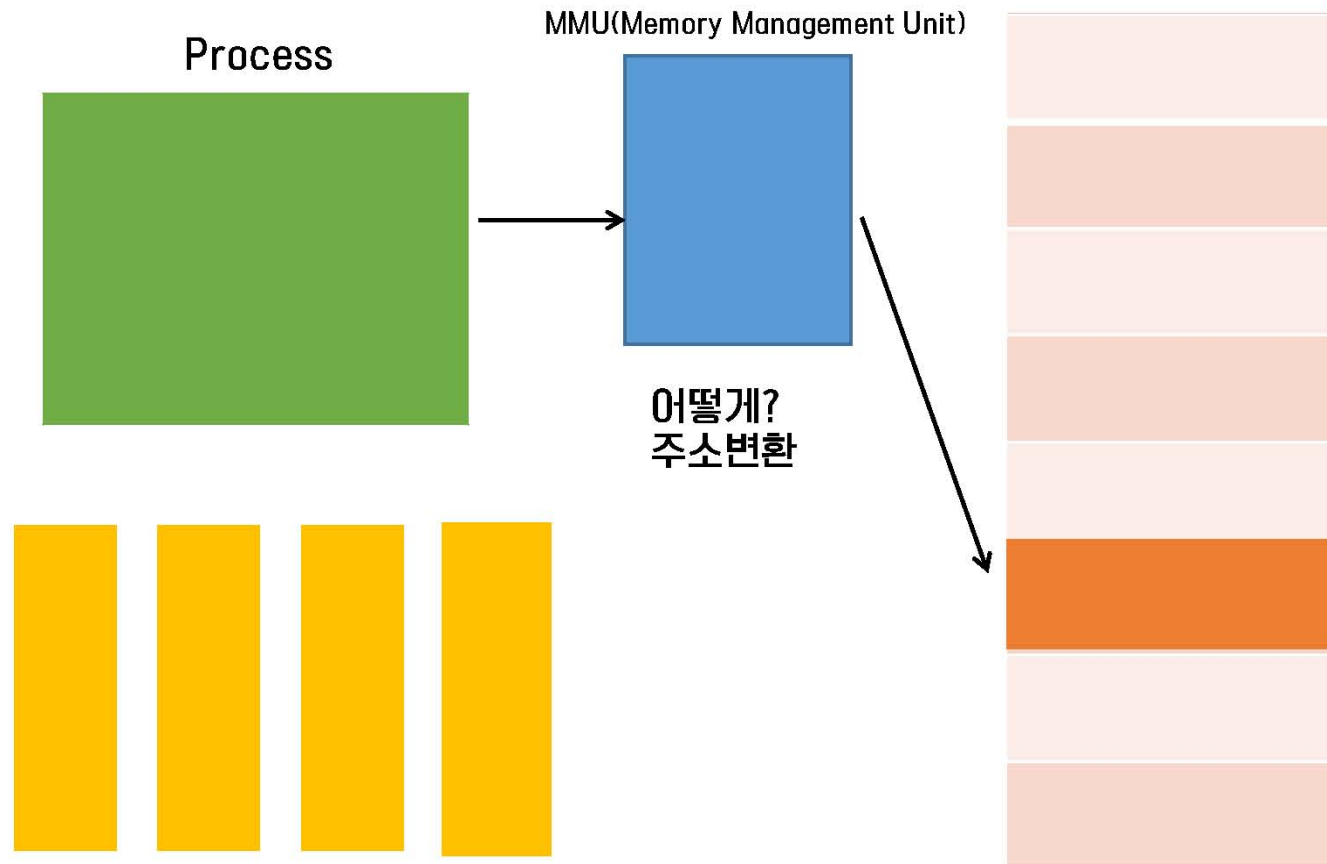 MMU(Memory Management Unit)
Process
어떻게?
주소변환